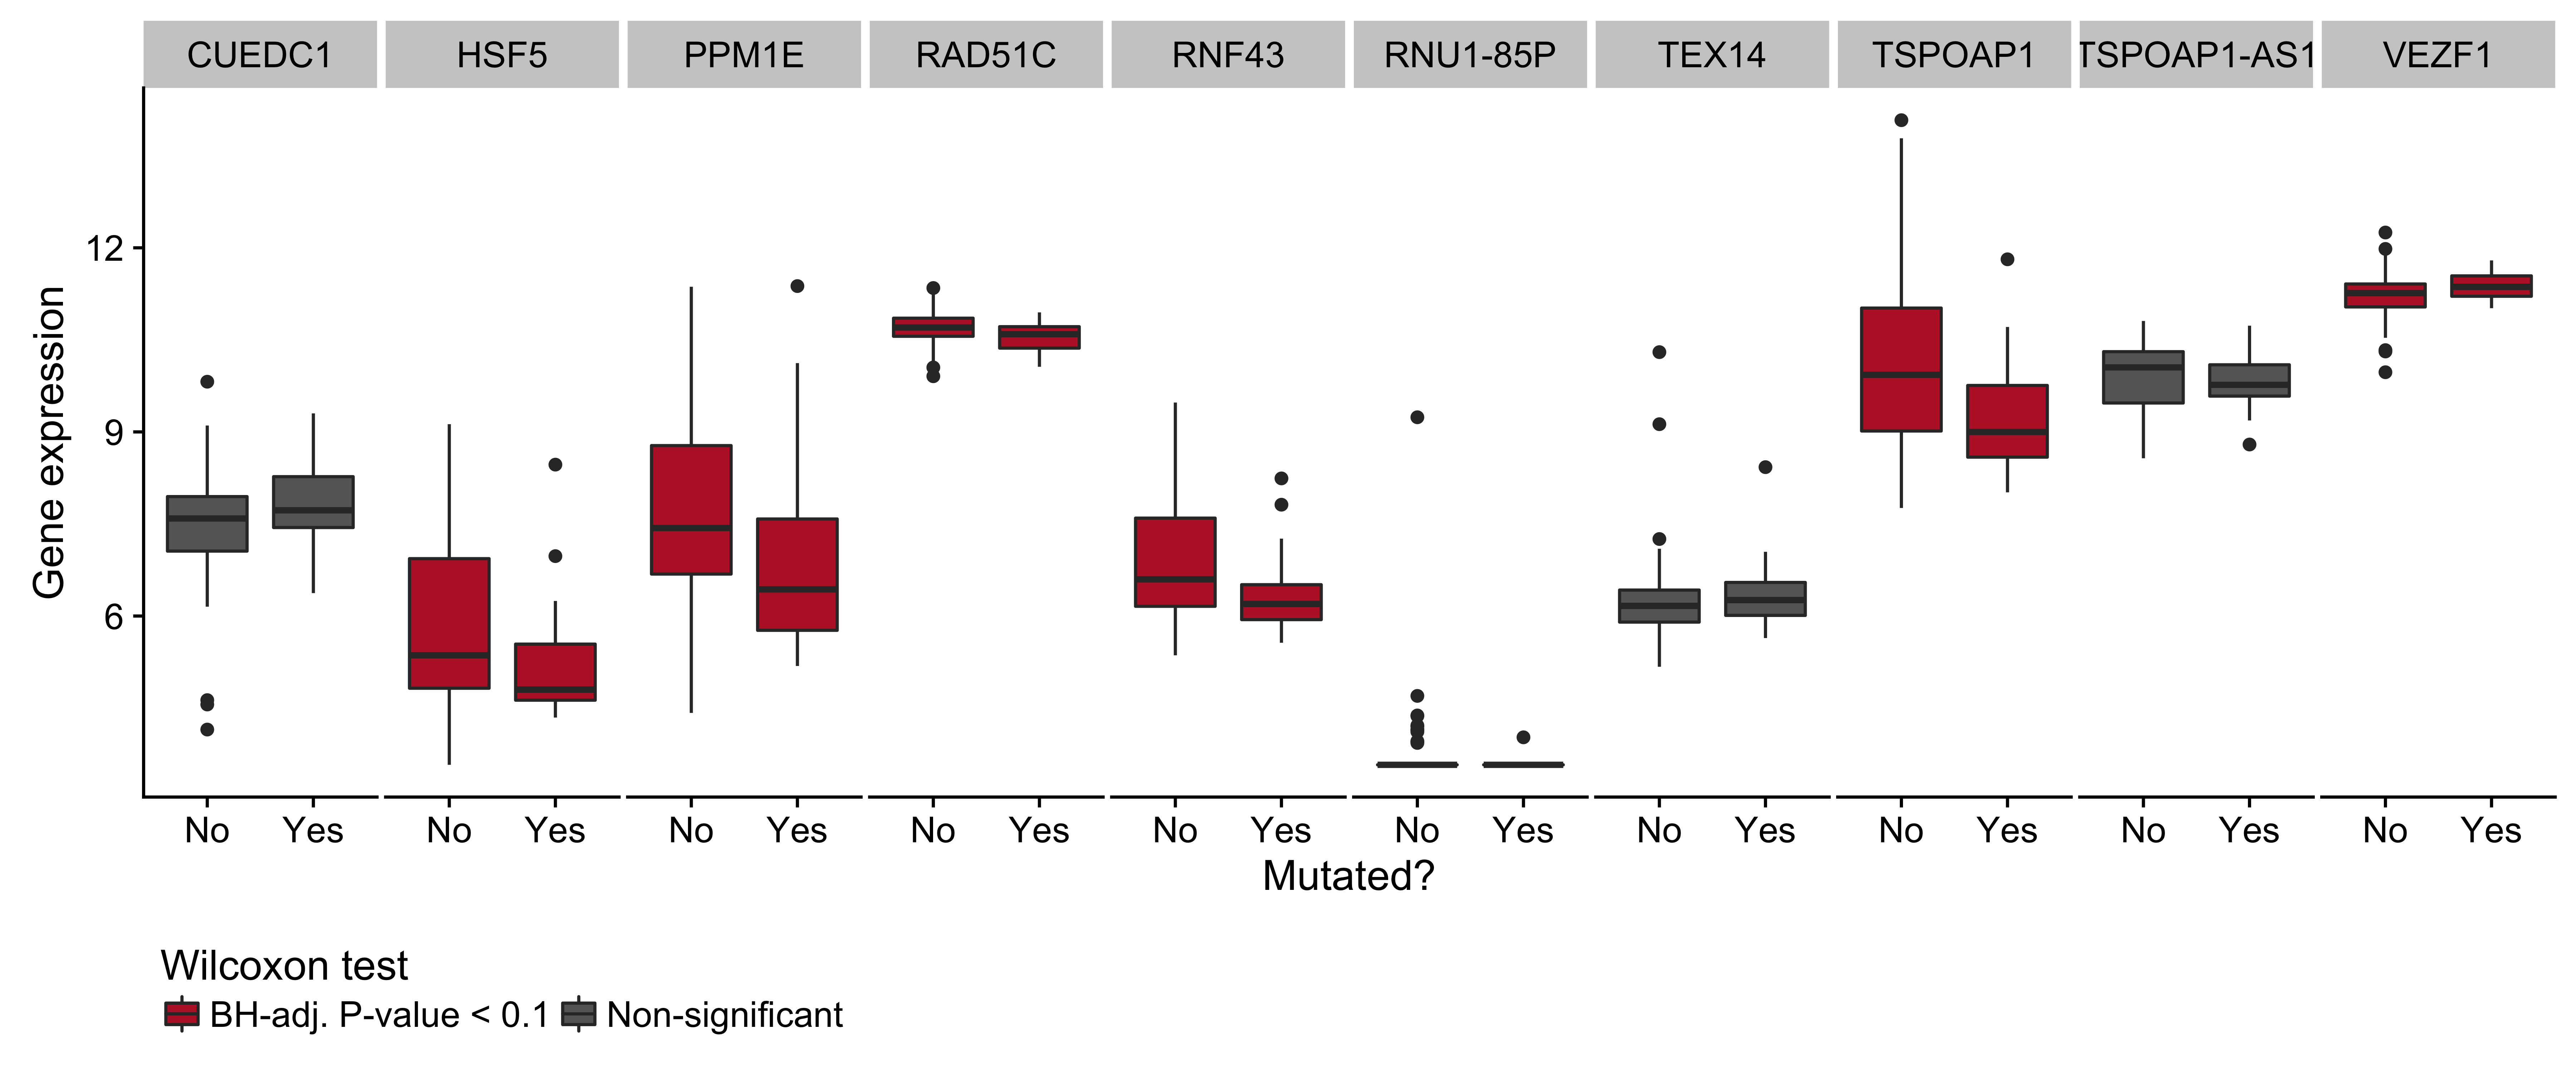 CUEDC1 HSF5 PPM1E RAD51C RNF43 RNU1-85P TEX14 TSPOAP1 TSPOAP1-AS1 VEZF1
12
9
6
Gene expression
No Yes No Yes No Yes No Yes No Yes No Yes No Yes No Yes No Yes No Yes
Mutated?
Wilcoxon test
BH-adj. P-value < 0.1 Non-significant